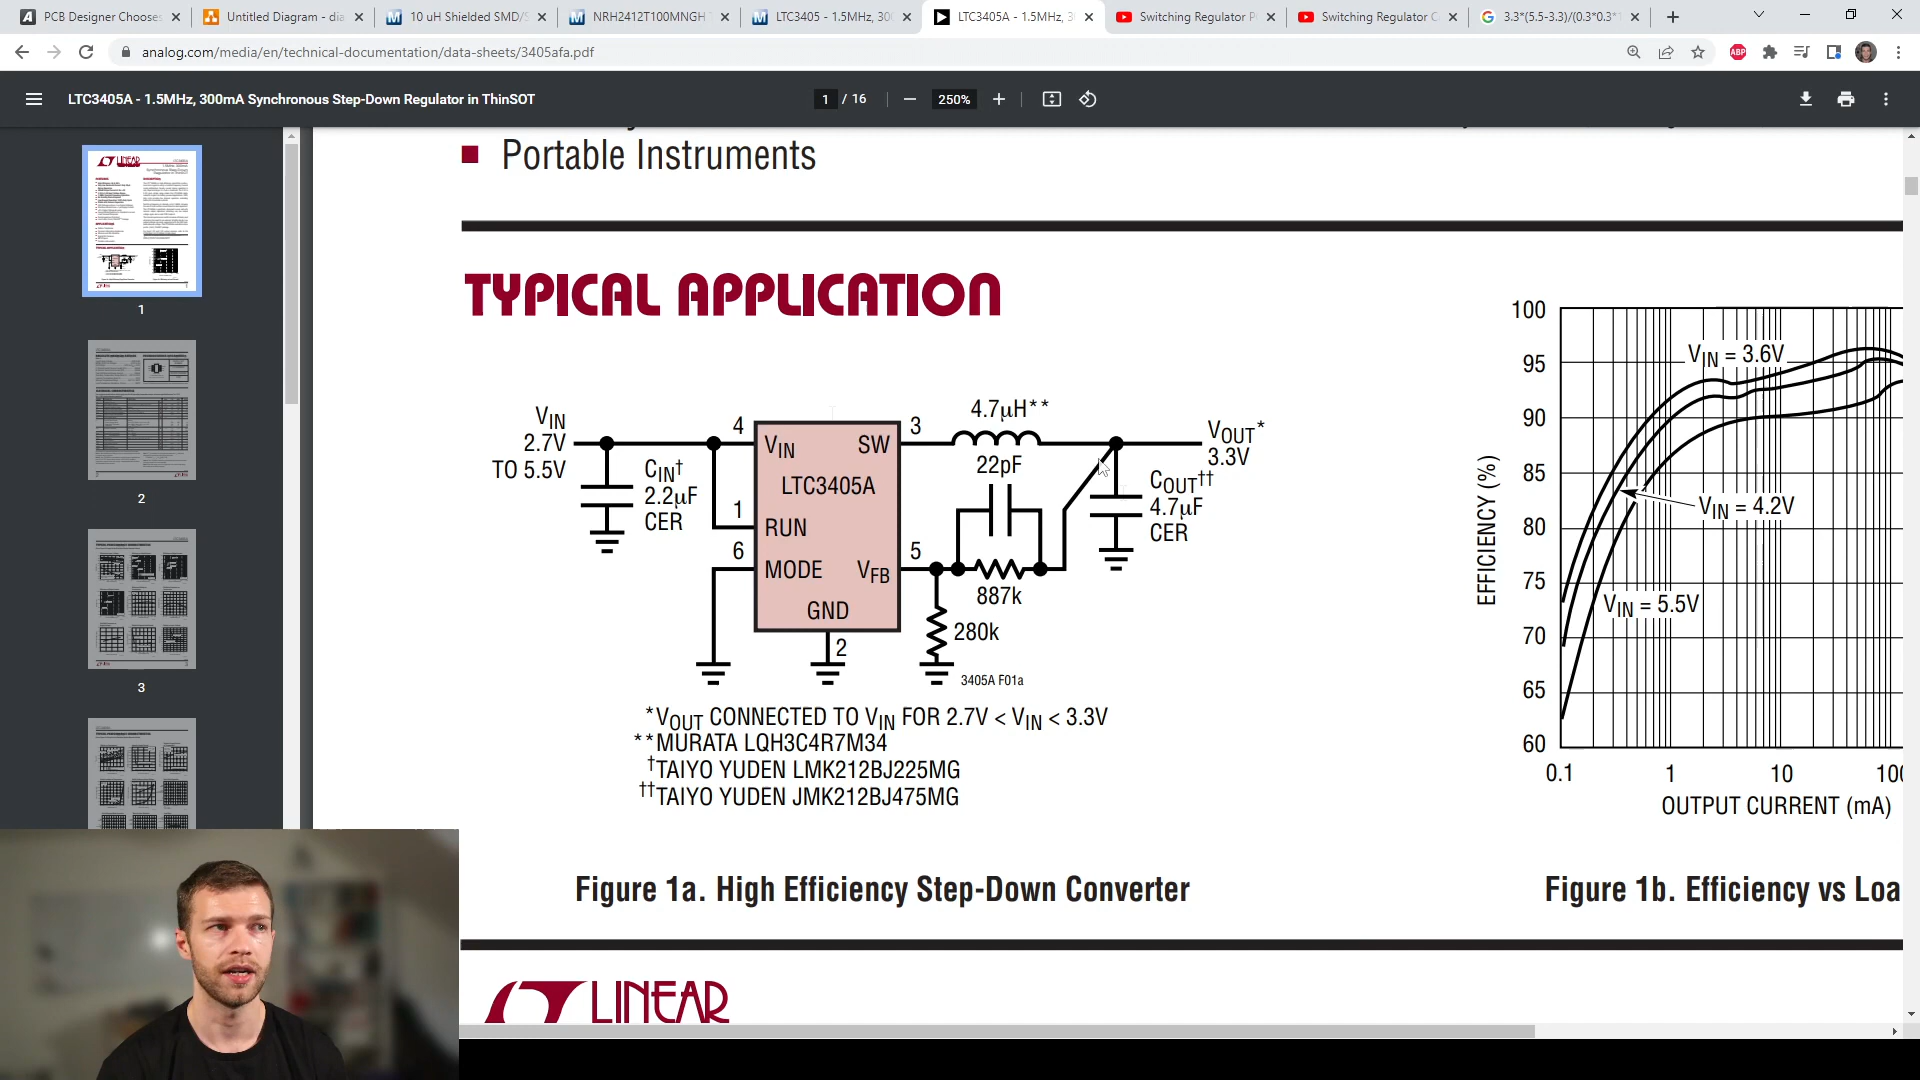 PCB Designer Chooses
Untitled Diagram - dia
10 uH Shielded SMD/S
NRH2412T100MNGH T
LTC3405 - 1.5MHz, 300
LTC3405A - 1.5MHz, 3
Switching Regulator P
Switching Regulator C
3.3*(5.5-3.3)/(0.3*0.3*1
analog.com/media/en/technical-documentation/data-sheets/3405afa.pdf
ABP
LTC3405A - 1.5MHz, 300mA Synchronous Step-Down Regulator in ThinSOT
1 / 16
250%
1
2
3
Portable Instruments
TYPICAL APPLICATION
VIN
2.7V
TO 5.5V
CIN†
2.2µF
CER
4
1
6
VIN
SW
LTC3405A
RUN
MODE
VFB
GND
3
5
2
4.7µH**
22pF
887k
280k
VOUT*
3.3V
COUT††
4.7µF
CER
3405A F01a
*VOUT CONNECTED TO VIN FOR 2.7V < VIN < 3.3V
**MURATA LQH3C4R7M34
†TAIYO YUDEN LMK212BJ225MG
††TAIYO YUDEN JMK212BJ475MG
Figure 1a. High Efficiency Step-Down Converter
EFFICIENCY (%)
100
95
90
85
80
75
70
65
60
VIN = 3.6V
VIN = 4.2V
VIN = 5.5V
0.1
1
10
100
OUTPUT CURRENT (mA)
Figure 1b. Efficiency vs Loa
LINEAR